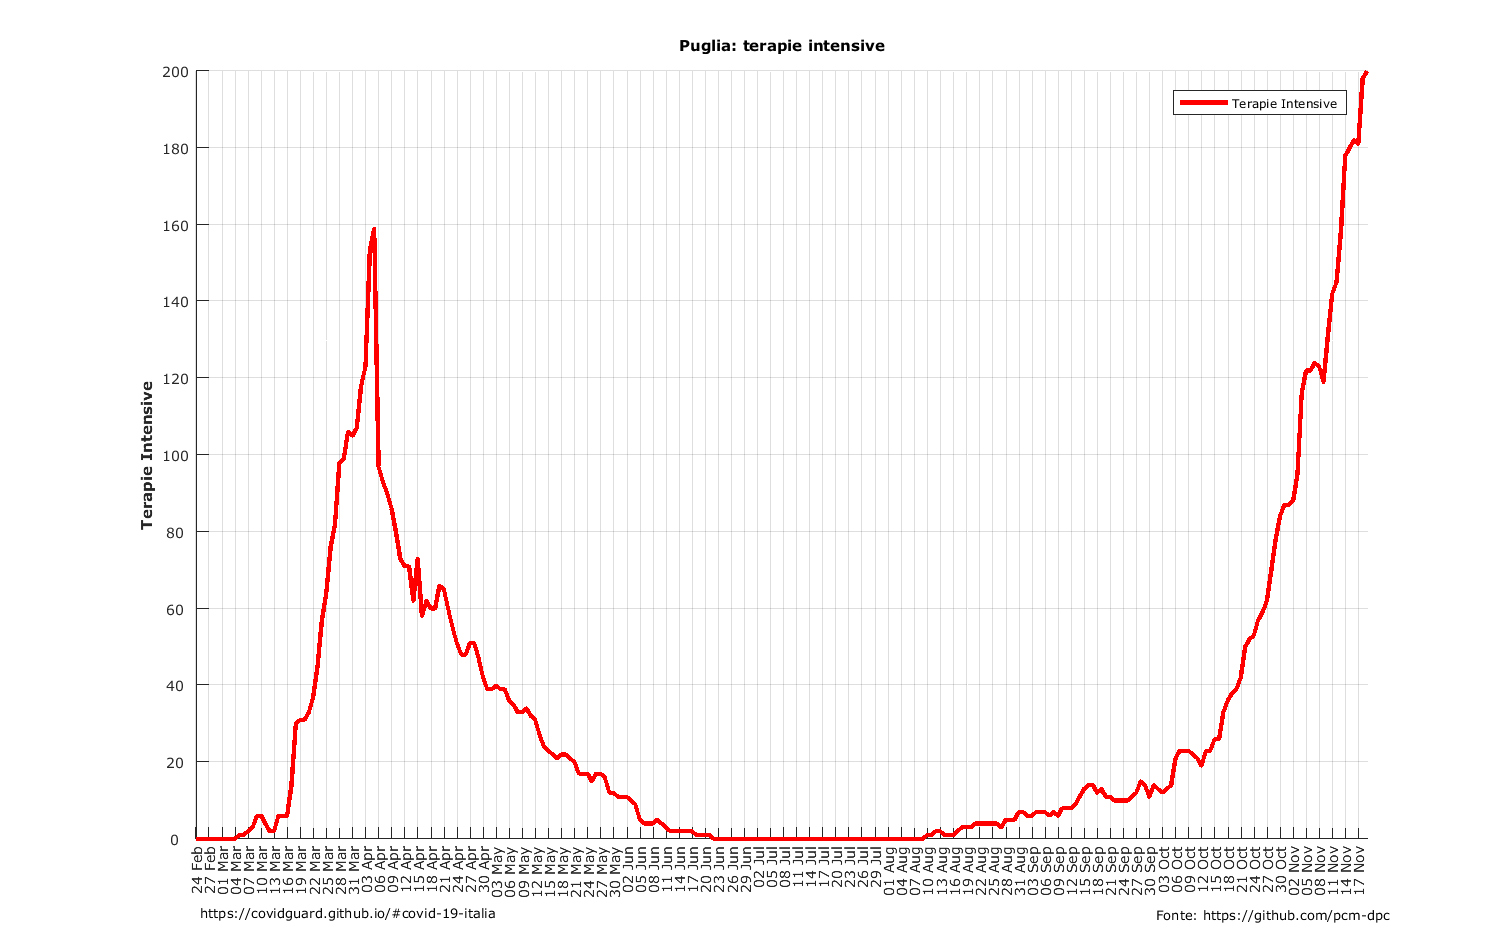 Puglia: terapie intensive
Terapie Intensive
Terapie Intensive
200
180
160
140
120
100
80
60
40
20
0
24 Feb
27 Feb
01 Mar
04 Mar
07 Mar
10 Mar
13 Mar
16 Mar
19 Mar
22 Mar
25 Mar
28 Mar
31 Mar
03 Apr
06 Apr
09 Apr
12 Apr
15 Apr
18 Apr
21 Apr
24 Apr
27 Apr
30 Apr
03 May
06 May
09 May
12 May
15 May
18 May
21 May
24 May
27 May
30 May
02 Jun
05 Jun
08 Jun
11 Jun
14 Jun
17 Jun
20 Jun
23 Jun
26 Jun
29 Jun
02 Jul
05 Jul
08 Jul
11 Jul
14 Jul
17 Jul
20 Jul
23 Jul
26 Jul
29 Jul
01 Aug
04 Aug
07 Aug
10 Aug
13 Aug
16 Aug
19 Aug
22 Aug
25 Aug
28 Aug
31 Aug
03 Sep
06 Sep
09 Sep
12 Sep
15 Sep
18 Sep
21 Sep
24 Sep
27 Sep
30 Sep
03 Oct
06 Oct
09 Oct
12 Oct
15 Oct
18 Oct
21 Oct
24 Oct
27 Oct
30 Oct
02 Nov
05 Nov
08 Nov
11 Nov
14 Nov
17 Nov
https://covidguard.github.io/#covid-19-italia
Fonte: https://github.com/pcm-dpc